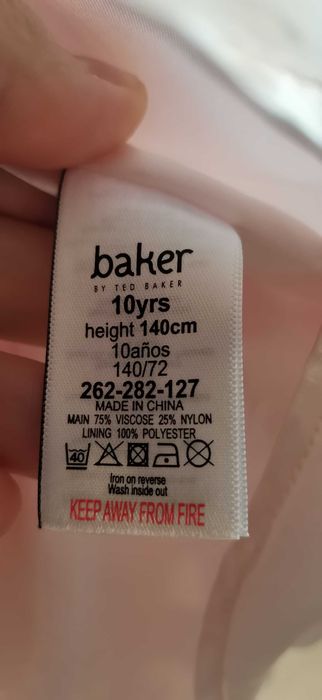 baker
BY TED BAKER
10yrs
height 140cm
10años
140/72
262-282-127
MADE IN CHINA
MAIN 75% VISCOSE 25% NYLON
LINING 100% POLYESTER
40
Iron on reverse
Wash inside out
KEEP AWAY FROM FIRE